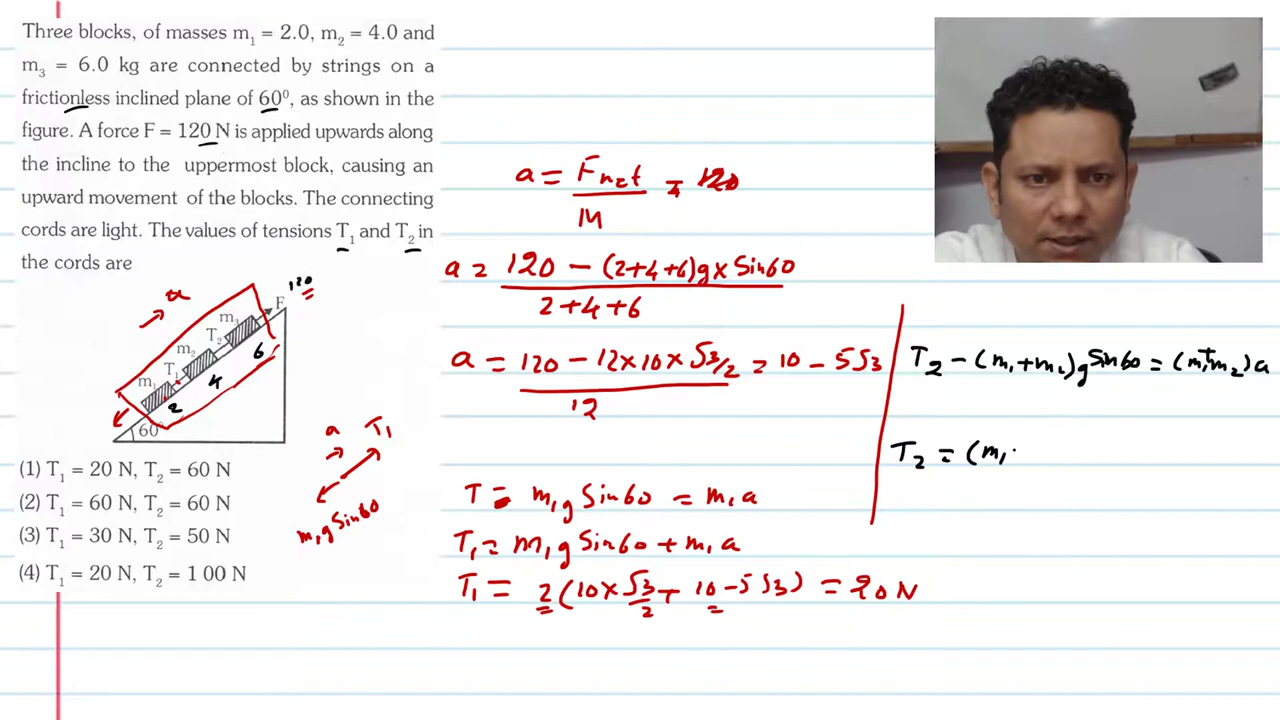 Three blocks, of masses m₁ = 2.0, m₂ = 4.0 and
m₃ = 6.0 kg are connected by strings on a
frictionless inclined plane of 60⁰, as shown in the
figure. A force F = 120 N is applied upwards along
the incline to the uppermost block, causing an
upward movement of the blocks. The connecting
cords are light. The values of tensions T₁ and T₂ in
the cords are
a
120
F
m₃
T₂
6
m₂
T₁
4
m₁
2
60⁰
(1) T₁ = 20 N, T₂ = 60 N
(2) T₁ = 60 N, T₂ = 60 N
(3) T₁ = 30 N, T₂ = 50 N
(4) T₁ = 20 N, T₂ = 1 00 N
a T₁
m₁g Sin60
a = Fnet / M = 120
a = 120 - (2+4+6)g x Sin60 / 2+4+6
a = 120 - 12x10x √3/2 / 12 = 10 - 5√3
T - m₁g Sin60 = m₁a
T₁ = m₁g Sin60 + m₁a
T₁ = 2(10x √3/2 + 10 - 5√3) = 20 N
T₂ - (m₁+m₂)g Sin60 = (m₁+m₂)a
T₂ = (m₁